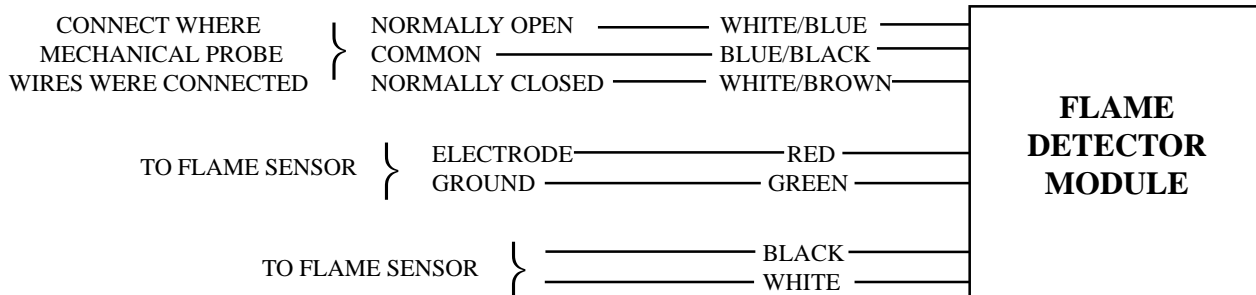 CONNECT WHERE
MECHANICAL PROBE
WIRES WERE CONNECTED
NORMALLY OPEN WHITE/BLUE
COMMON BLUE/BLACK
NORMALLY CLOSED WHITE/BROWN
TO FLAME SENSOR
ELECTRODE RED
GROUND GREEN
TO FLAME SENSOR
BLACK
WHITE
FLAME
DETECTOR
MODULE